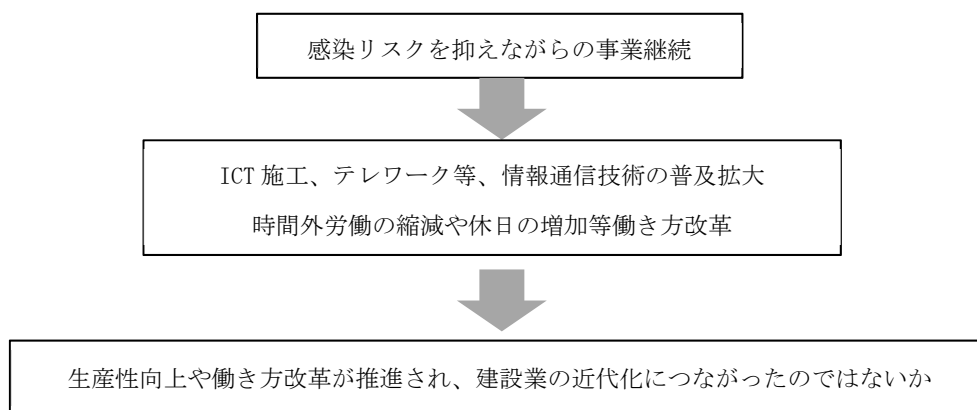 感染リスクを抑えながらの事業継続
ICT 施工、テレワーク等、情報通信技術の普及拡大
時間外労働の縮減や休日の増加等働き方改革
生産性向上や働き方改革が推進され、建設業の近代化につながったのではないか